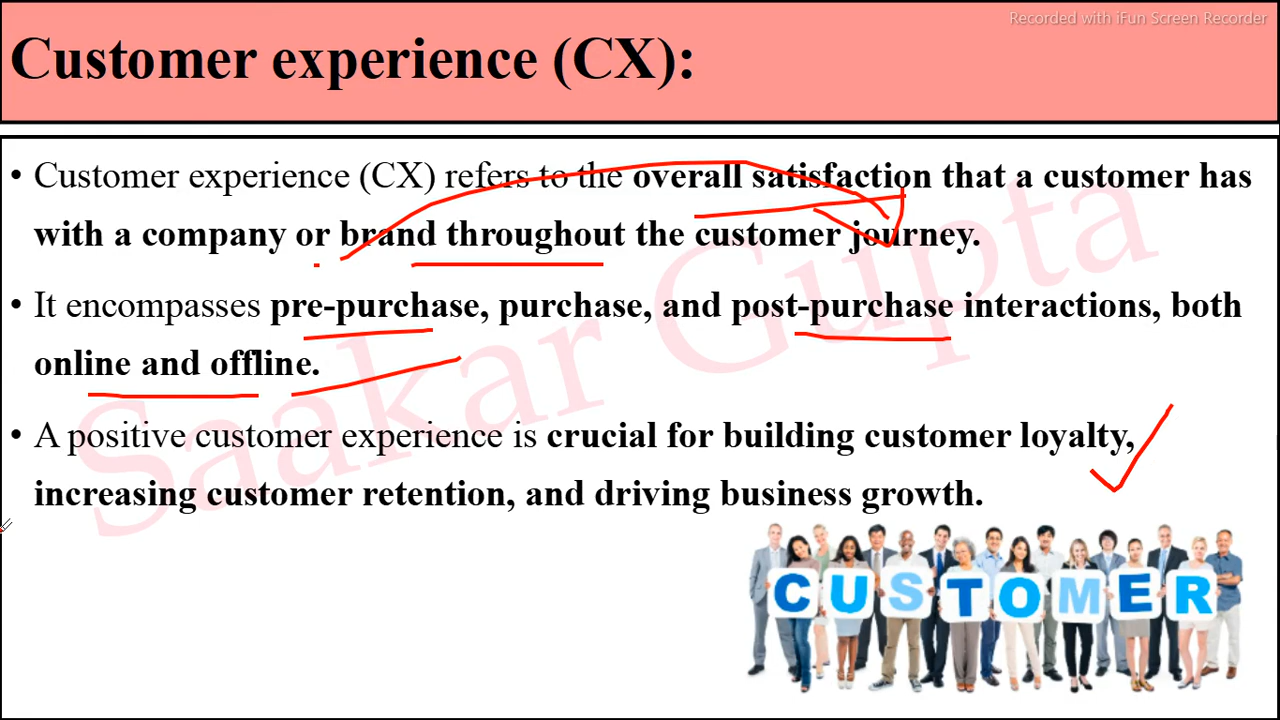 Recorded with iFun Screen Recorder
Customer experience (CX):
• Customer experience (CX) refers to the overall satisfaction that a customer has
with a company or brand throughout the customer journey.
• It encompasses pre-purchase, purchase, and post-purchase interactions, both
online and offline.
• A positive customer experience is crucial for building customer loyalty,
increasing customer retention, and driving business growth.
Saakar Gupta
CUSTOMER